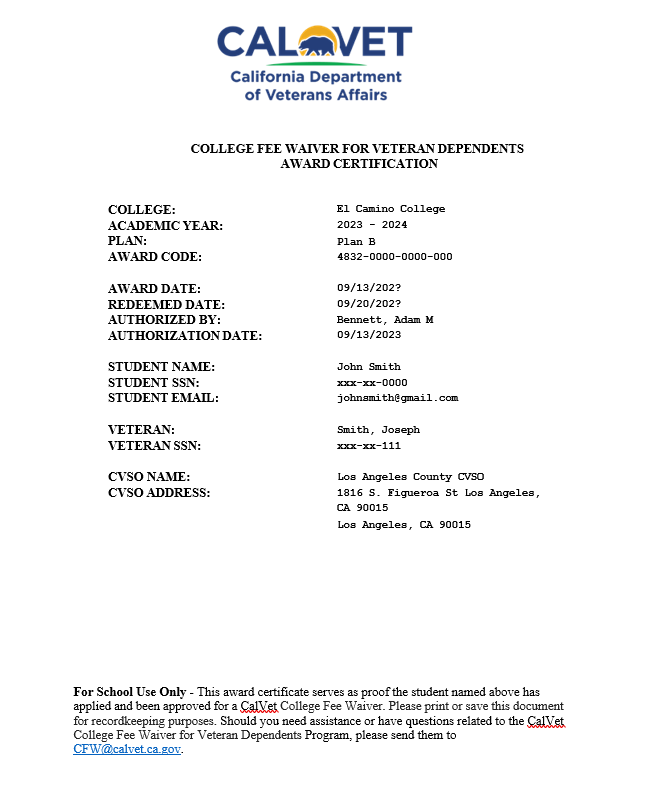 CALVET
California Department
of Veterans Affairs
COLLEGE FEE WAIVER FOR VETERAN DEPENDENTS
AWARD CERTIFICATION
COLLEGE: El Camino College
ACADEMIC YEAR: 2023 - 2024
PLAN: Plan B
AWARD CODE: 4832-0000-0000-000
AWARD DATE: 09/13/202?
REDEEMED DATE: 09/20/202?
AUTHORIZED BY: Bennett, Adam M
AUTHORIZATION DATE: 09/13/2023
STUDENT NAME: John Smith
STUDENT SSN: xxx-xx-0000
STUDENT EMAIL: johnsmith@gmail.com
VETERAN: Smith, Joseph
VETERAN SSN: xxx-xx-111
CVSO NAME: Los Angeles County CVSO
CVSO ADDRESS: 1816 S. Figueroa St Los Angeles,
CA 90015
Los Angeles, CA 90015
For School Use Only - This award certificate serves as proof the student named above has
applied and been approved for a CalVet College Fee Waiver. Please print or save this document
for recordkeeping purposes. Should you need assistance or have questions related to the CalVet
College Fee Waiver for Veteran Dependents Program, please send them to
CFW@calvet.ca.gov.